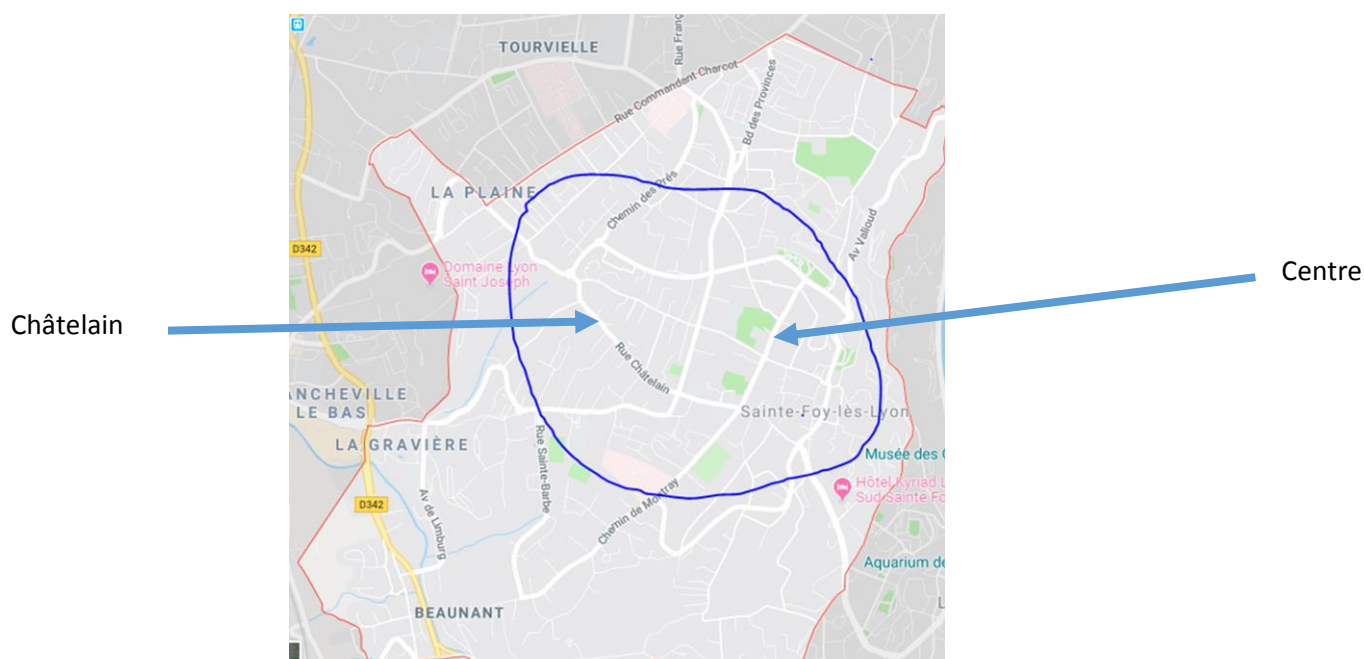 TOURVIELLE
Rue Franç
Rue Commandant Charcot
Bd des Provinces
LA PLAINE
Chemin des Prés
Av Valioud
D342
Domaine Lyon
Saint Joseph
Centre
Châtelain
Rue Châtelain
ANCHEVILLE
LE BAS
Sainte-Foy-lès-Lyon
LA GRAVIÈRE
Rue Sainte-Barbe
Musée des
Hôtel Kyriad L
Sud Sainte Fo
D342
Av de Limburg
Chemin de Montray
Aquarium de
L
BEAUNANT